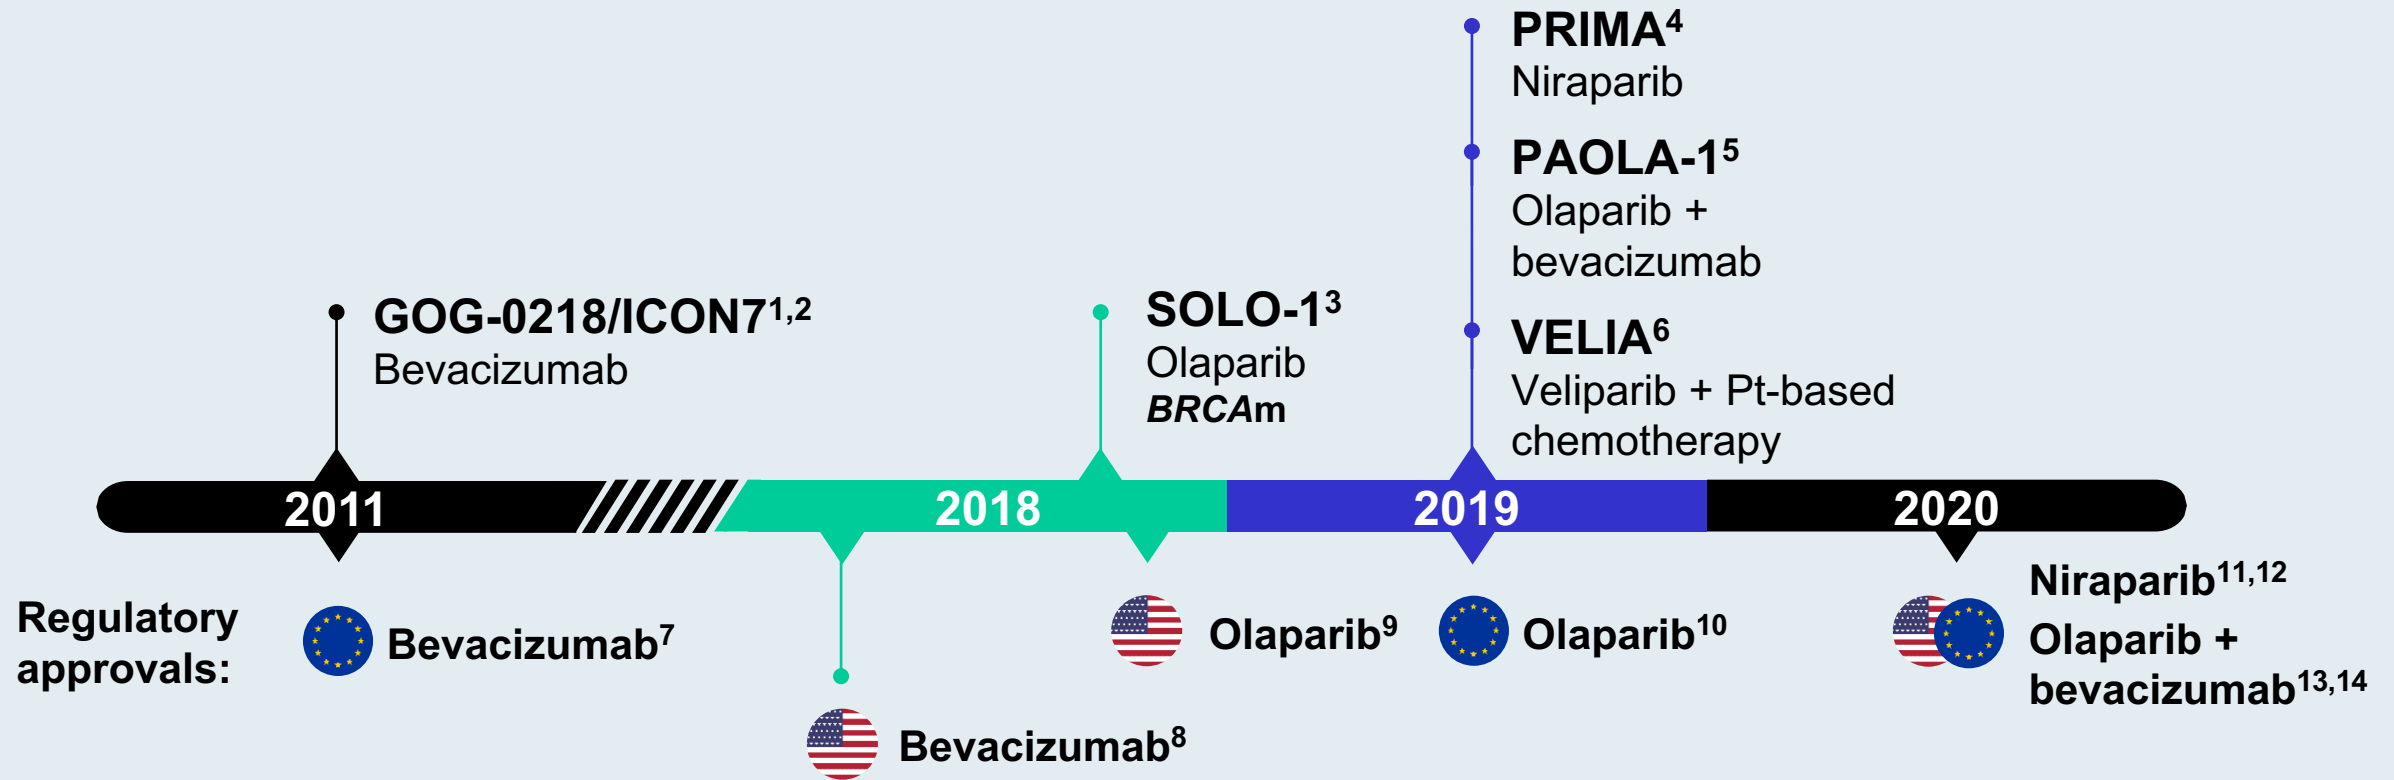 PRIMA4
Niraparib
PAOLA-15
Olaparib +
bevacizumab
GOG-0218/ICON71,2
Bevacizumab
SOLO-13
Olaparib
BRCAm
VELIA6
Veliparib + Pt-based
chemotherapy
2011
2018
2019
2020
Regulatory
approvals:
Bevacizumab7
Bevacizumab8
Olaparib9
Olaparib10
Niraparib11,12
Olaparib +
bevacizumab13,14